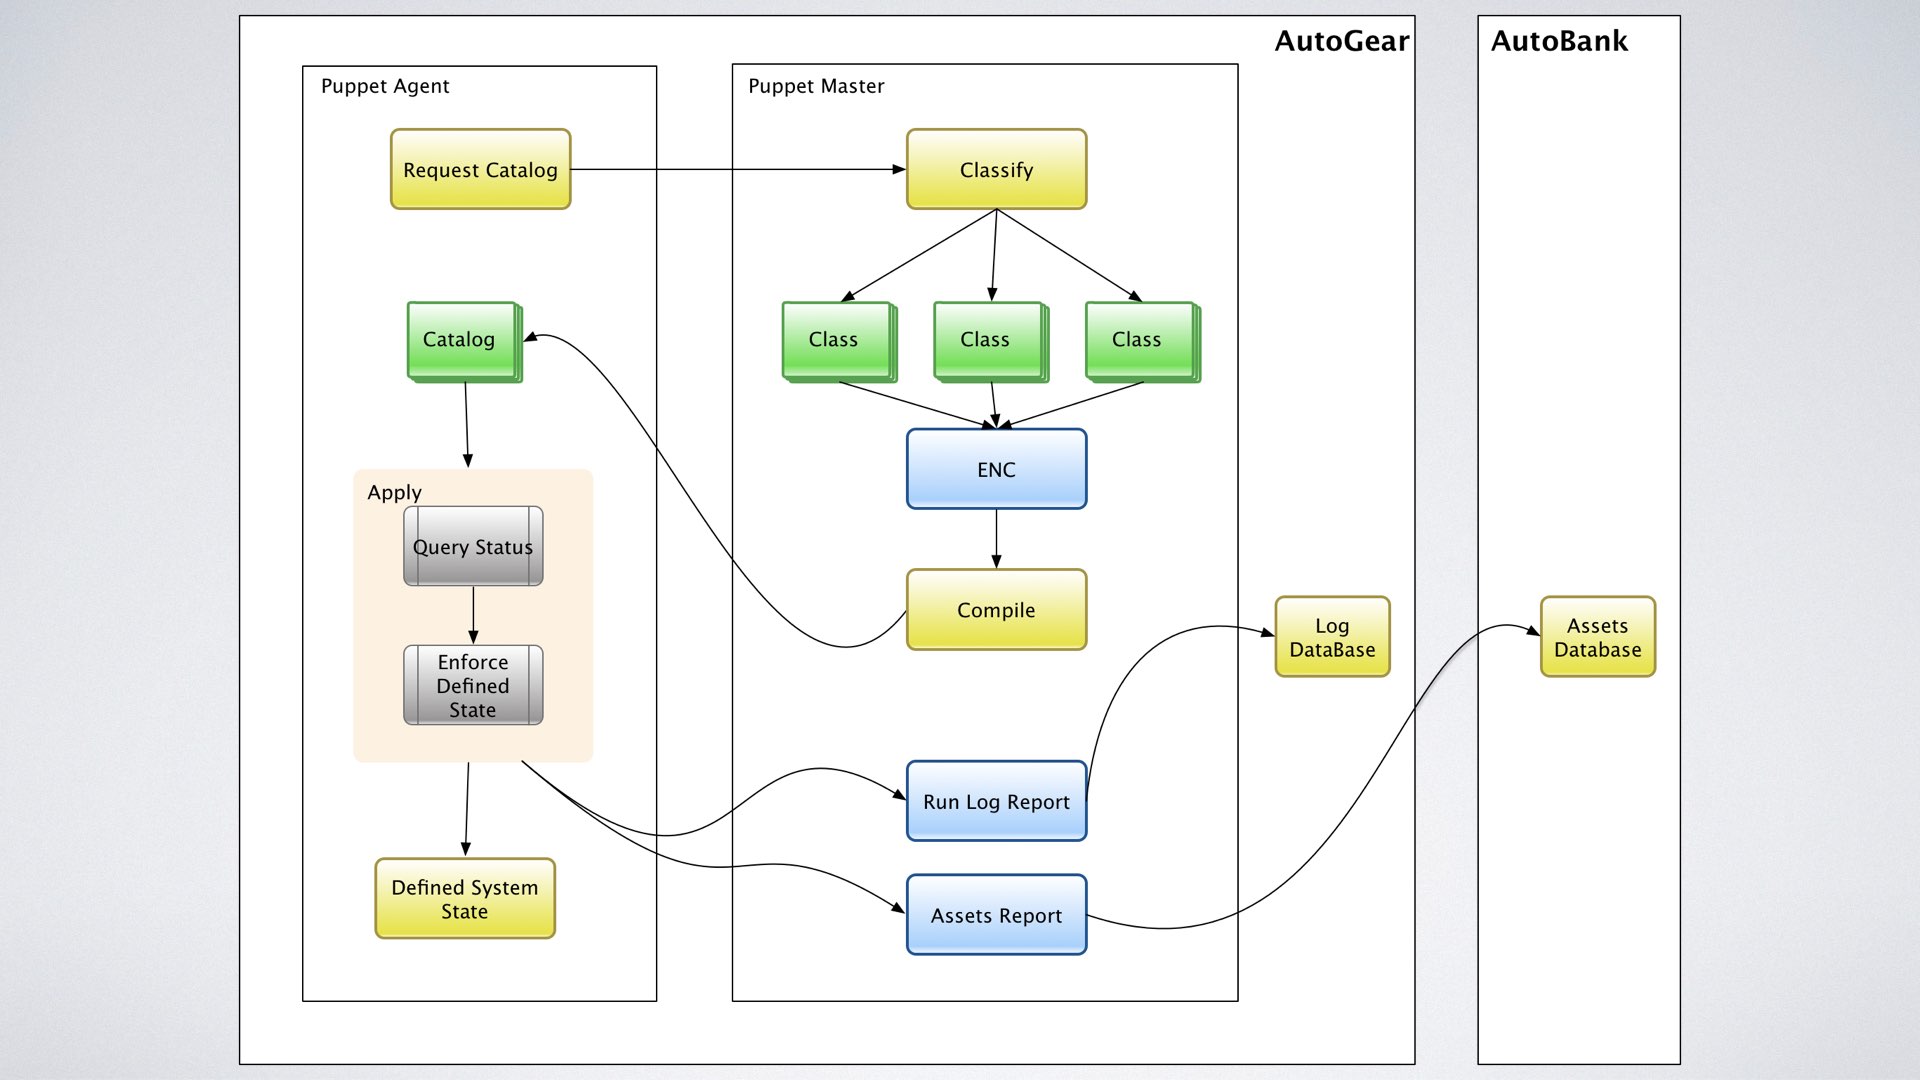 AutoGear
AutoBank
Puppet Agent
Puppet Master
Request Catalog
Classify
Catalog
Class
Class
Class
ENC
Apply
Query Status
Compile
Enforce
Defined
State
Log
DataBase
Assets
Database
Run Log Report
Defined System
State
Assets Report